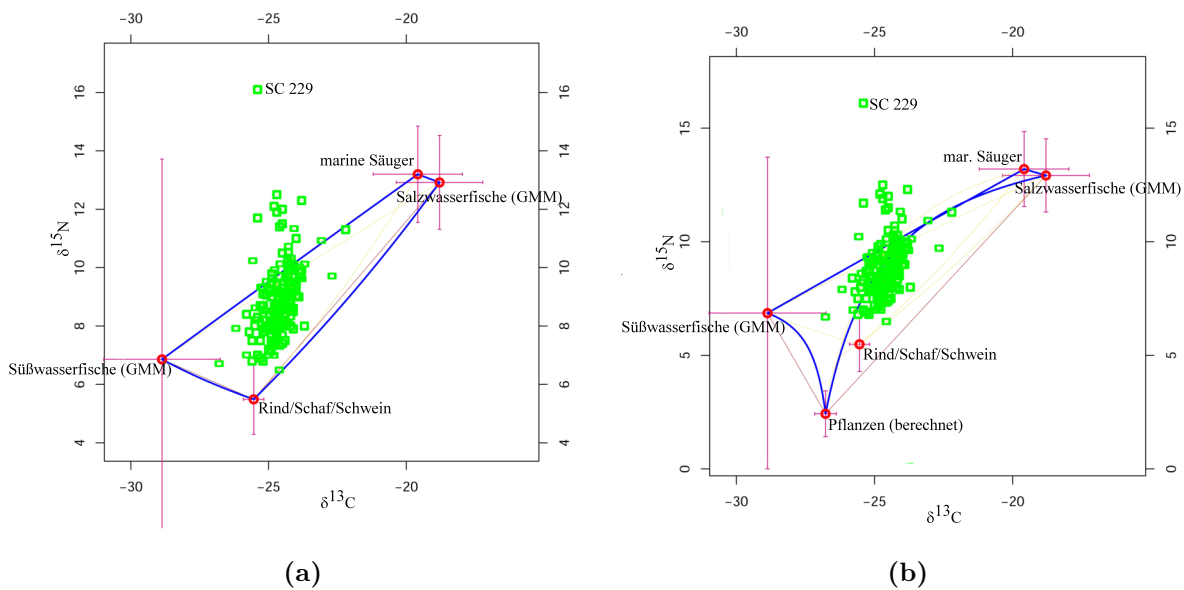 −30 −25 −20
16
14
12
10
8
6
4
δ15N
SC 229
marine Säuger
Salzwasserfische (GMM)
Süßwasserfische (GMM)
Rind/Schaf/Schwein
4 6 8 10 12 14 16
−30 −25 −20
δ13C
(a)
−30 −25 −20
15
10
5
0
δ15N
SC 229
mar. Säuger
Salzwasserfische (GMM)
Süßwasserfische (GMM)
Rind/Schaf/Schwein
Pflanzen (berechnet)
0 5 10 15
−30 −25 −20
δ13C
(b)